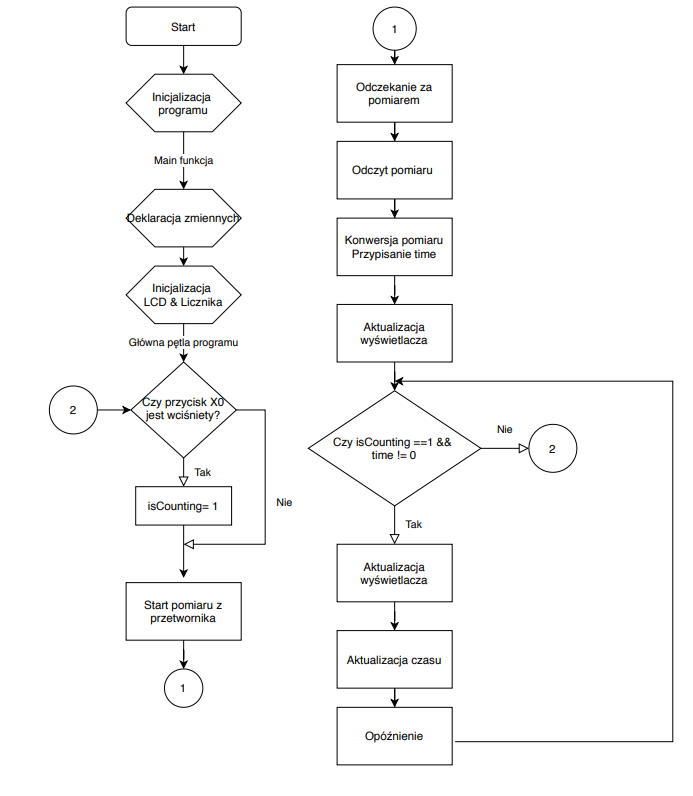 Start
Inicjalizacja
programu
Main funkcja
Deklaracja zmiennych
Inicjalizacja
LCD & Licznika
Główna pętla programu
2
Czy przycisk X0
jest wciśniety?
Tak
Nie
isCounting= 1
Start pomiaru z
przetwornika
1
1
Odczekanie za
pomiarem
Odczyt pomiaru
Konwersja pomiaru
Przypisanie time
Aktualizacja
wyświetlacza
Czy isCounting ==1 &&
time != 0
Nie
2
Tak
Aktualizacja
wyświetlacza
Aktualizacja czasu
Opóźnienie